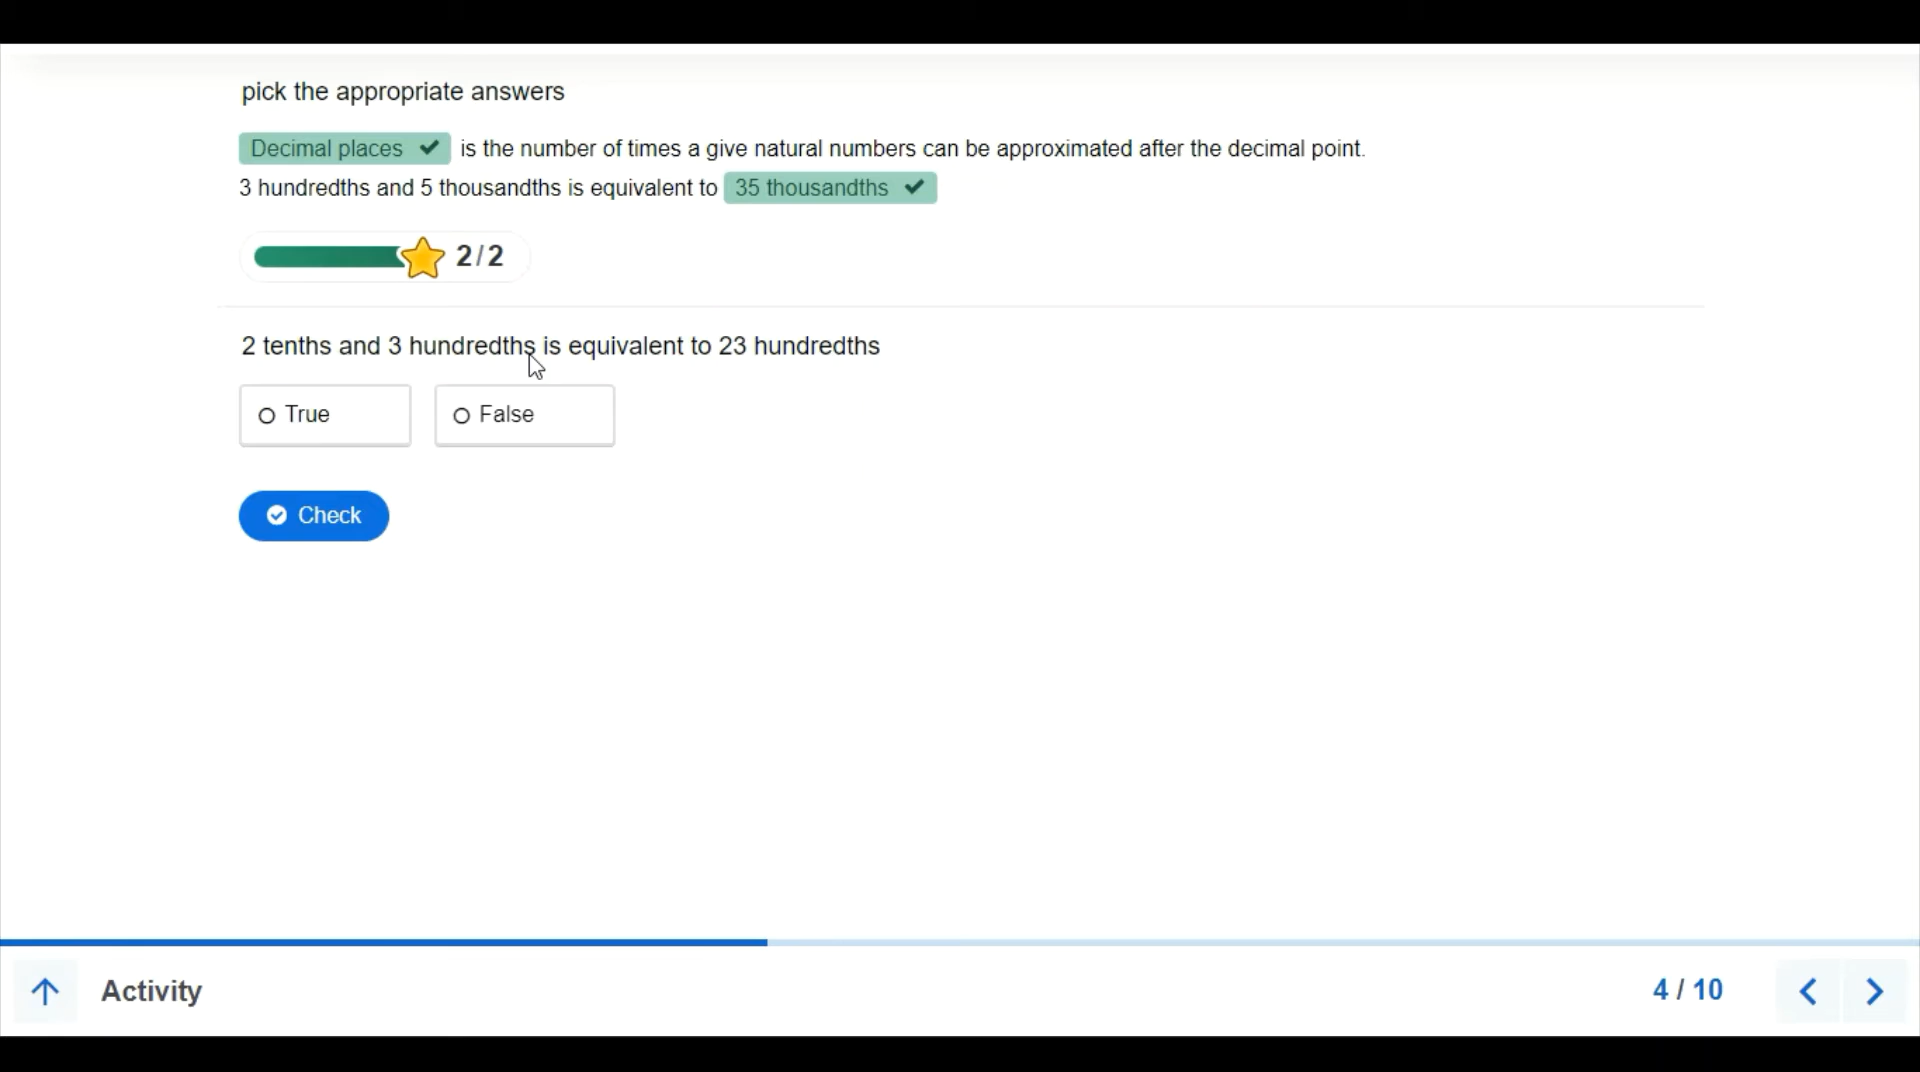 pick the appropriate answers
Decimal places is the number of times a give natural numbers can be approximated after the decimal point.
3 hundredths and 5 thousandths is equivalent to 35 thousandths
2/2
2 tenths and 3 hundredths is equivalent to 23 hundredths
True False
Check
Activity 4 / 10